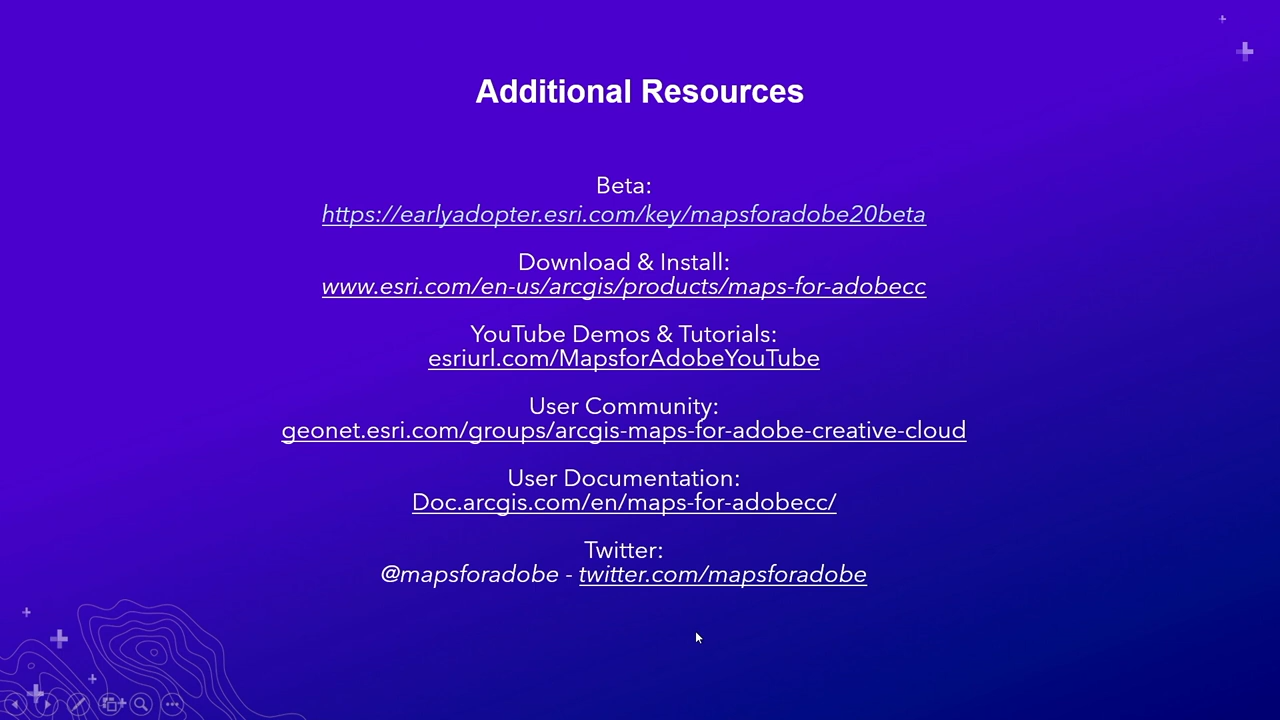 Additional Resources
Beta:
https://earlyadopter.esri.com/key/mapsforadobe20beta
Download & Install:
www.esri.com/en-us/arcgis/products/maps-for-adobecc
YouTube Demos & Tutorials:
esriurl.com/MapsforAdobeYouTube
User Community:
geonet.esri.com/groups/arcgis-maps-for-adobe-creative-cloud
User Documentation:
Doc.arcgis.com/en/maps-for-adobecc/
Twitter:
@mapsforadobe - twitter.com/mapsforadobe